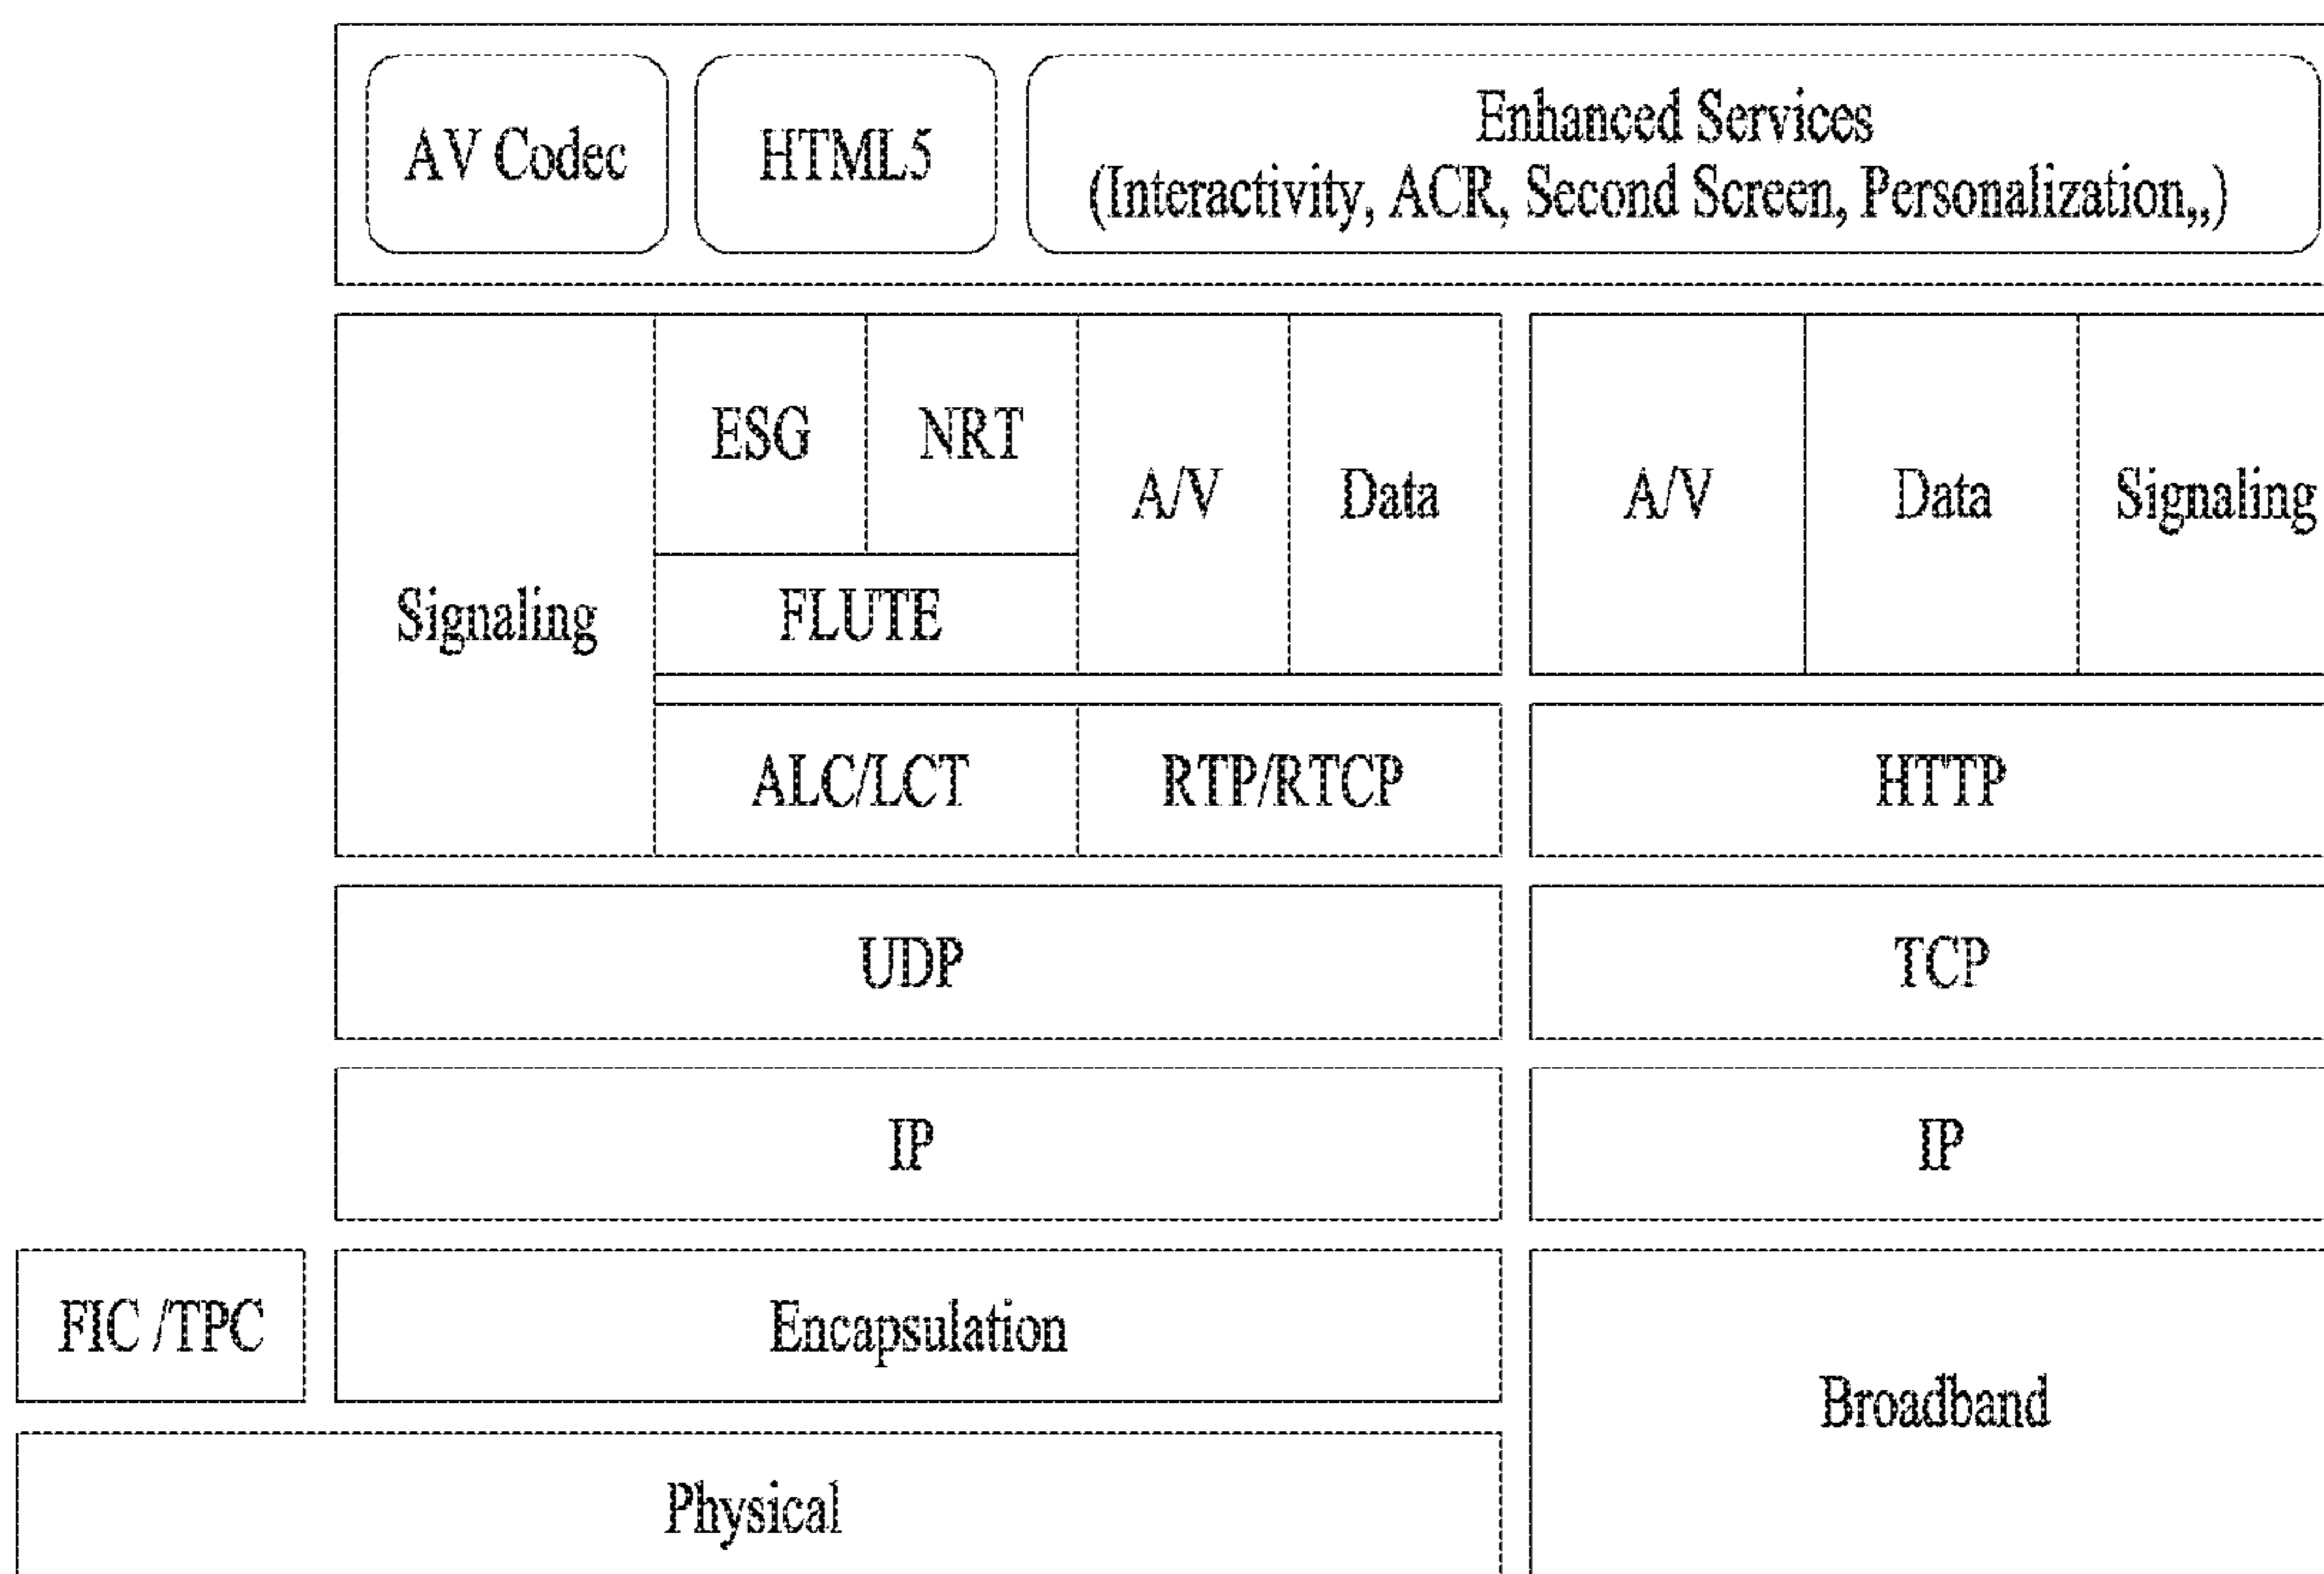 AV Codec
HTML5
Enhanced Services
(Interactivity, ACR, Second Screen, Personalization,,,)
Signaling
ESG
NRT
FLUTE
A/V
Data
ALC/LCT
RTP/RTCP
A/V
Data
Signaling
HTTP
UDP
TCP
IP
IP
FIC /TPC
Encapsulation
Broadband
Physical